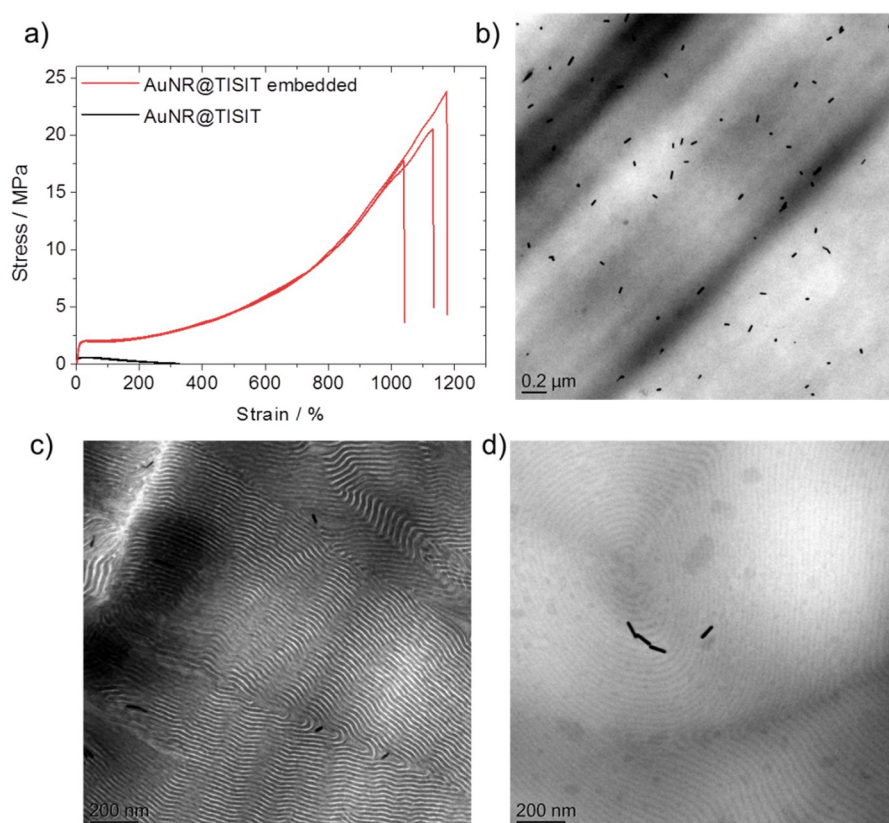 a)
25
20
15
10
5
0
Stress / MPa
AuNR@TISIT embedded
AuNR@TISIT
0 200 400 600 800 1000 1200
Strain / %
b)
0.2 µm
c)
200 nm
d)
200 nm